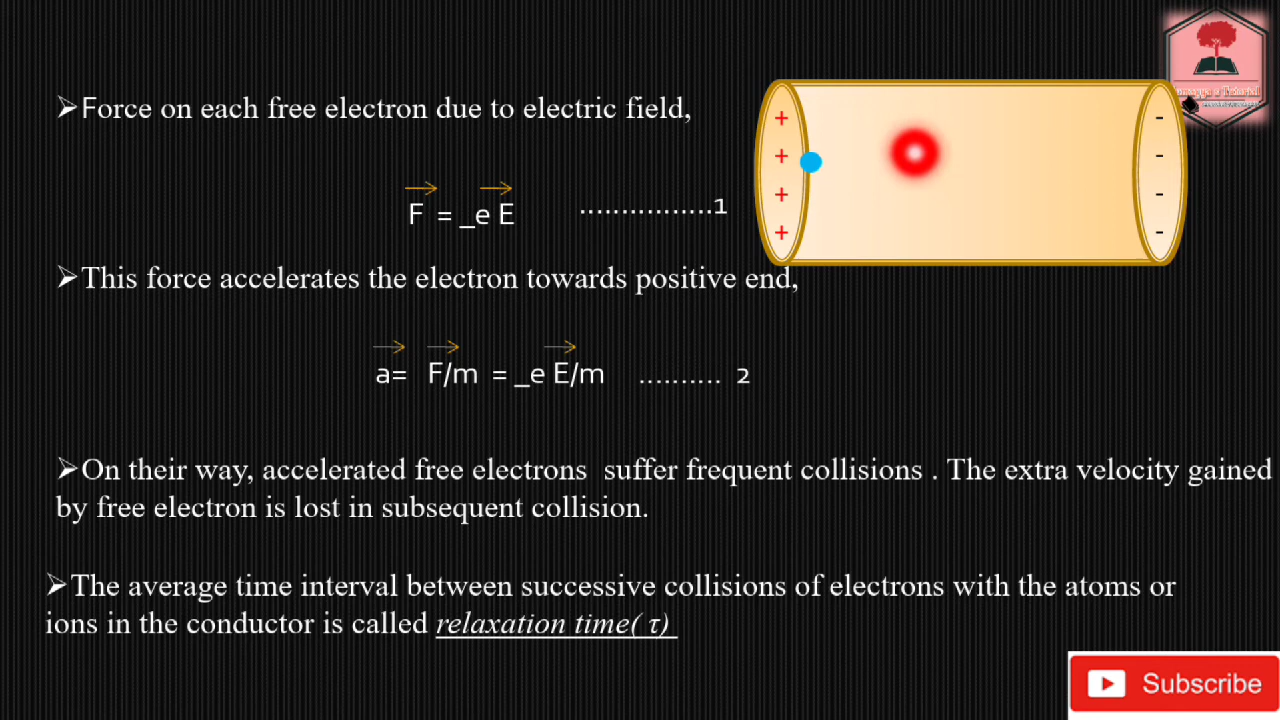 ➢Force on each free electron due to electric field,
F = _e E ................1
➢This force accelerates the electron towards positive end,
a= F/m = _e E/m .......... 2
➢On their way, accelerated free electrons suffer frequent collisions . The extra velocity gained
by free electron is lost in subsequent collision.
➢The average time interval between successive collisions of electrons with the atoms or
ions in the conductor is called relaxation time( τ)
+ -
+ -
+ -
+ -
Subscribe